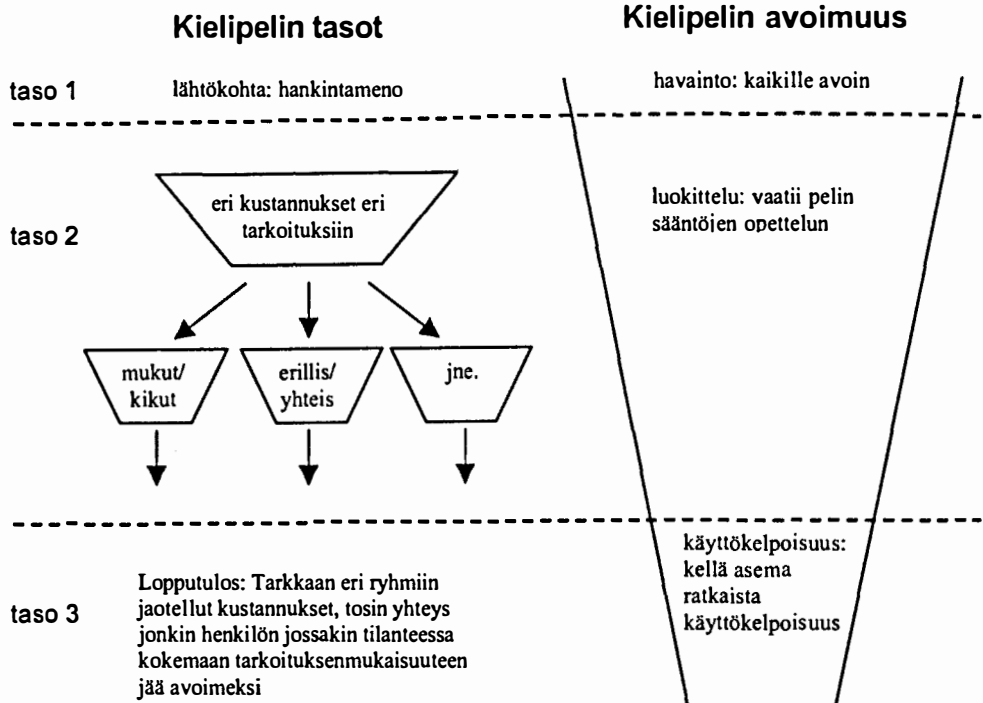 Kielipelin tasot
Kielipelin avoimuus
taso 1
lähtökohta: hankintameno
havainto: kaikille avoin
taso 2
eri kustannukset eri
tarkoituksiin
luokittelu: vaatii pelin
sääntöjen opettelun
mukut/
kikut
erillis/
yhteis
jne.
taso 3
Lopputulos: Tarkkaan eri ryhmiin
jaotellut kustannukset, tosin yhteys
jonkin henkilön jossakin tilanteessa
kokemaan tarkoituksenmukaisuuteen
jää avoimeksi
käyttökelpoisuus:
kellä asema
ratkaista
käyttökelpoisuus